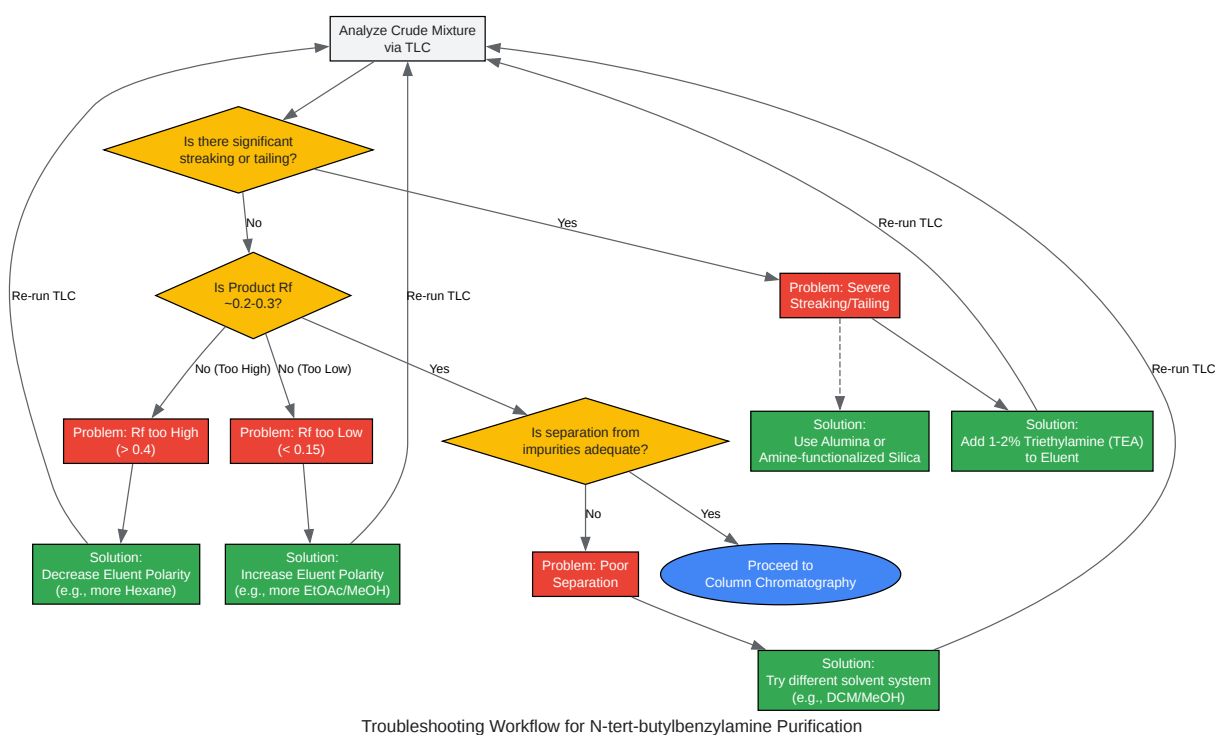 Analyze Crude Mixture
via TLC
Is there significant
streaking or tailing?
No
Yes
Re-run TLC
Is Product Rf
~0.2-0.3?
Re-run TLC
Problem: Severe
Streaking/Tailing
Re-run TLC
Re-run TLC
No (Too High)
No (Too Low)
Yes
Problem: Rf too High
(> 0.4)
Problem: Rf too Low
(< 0.15)
Is separation from
impurities adequate?
Solution:
Use Alumina or
Amine-functionalized Silica
Solution:
Add 1-2% Triethylamine (TEA)
to Eluent
No
Yes
Solution:
Decrease Eluent Polarity
(e.g., more Hexane)
Solution:
Increase Eluent Polarity
(e.g., more EtOAc/MeOH)
Problem: Poor
Separation
Proceed to
Column Chromatography
Solution:
Try different solvent system
(e.g., DCM/MeOH)
Troubleshooting Workflow for N-tert-butylbenzylamine Purification